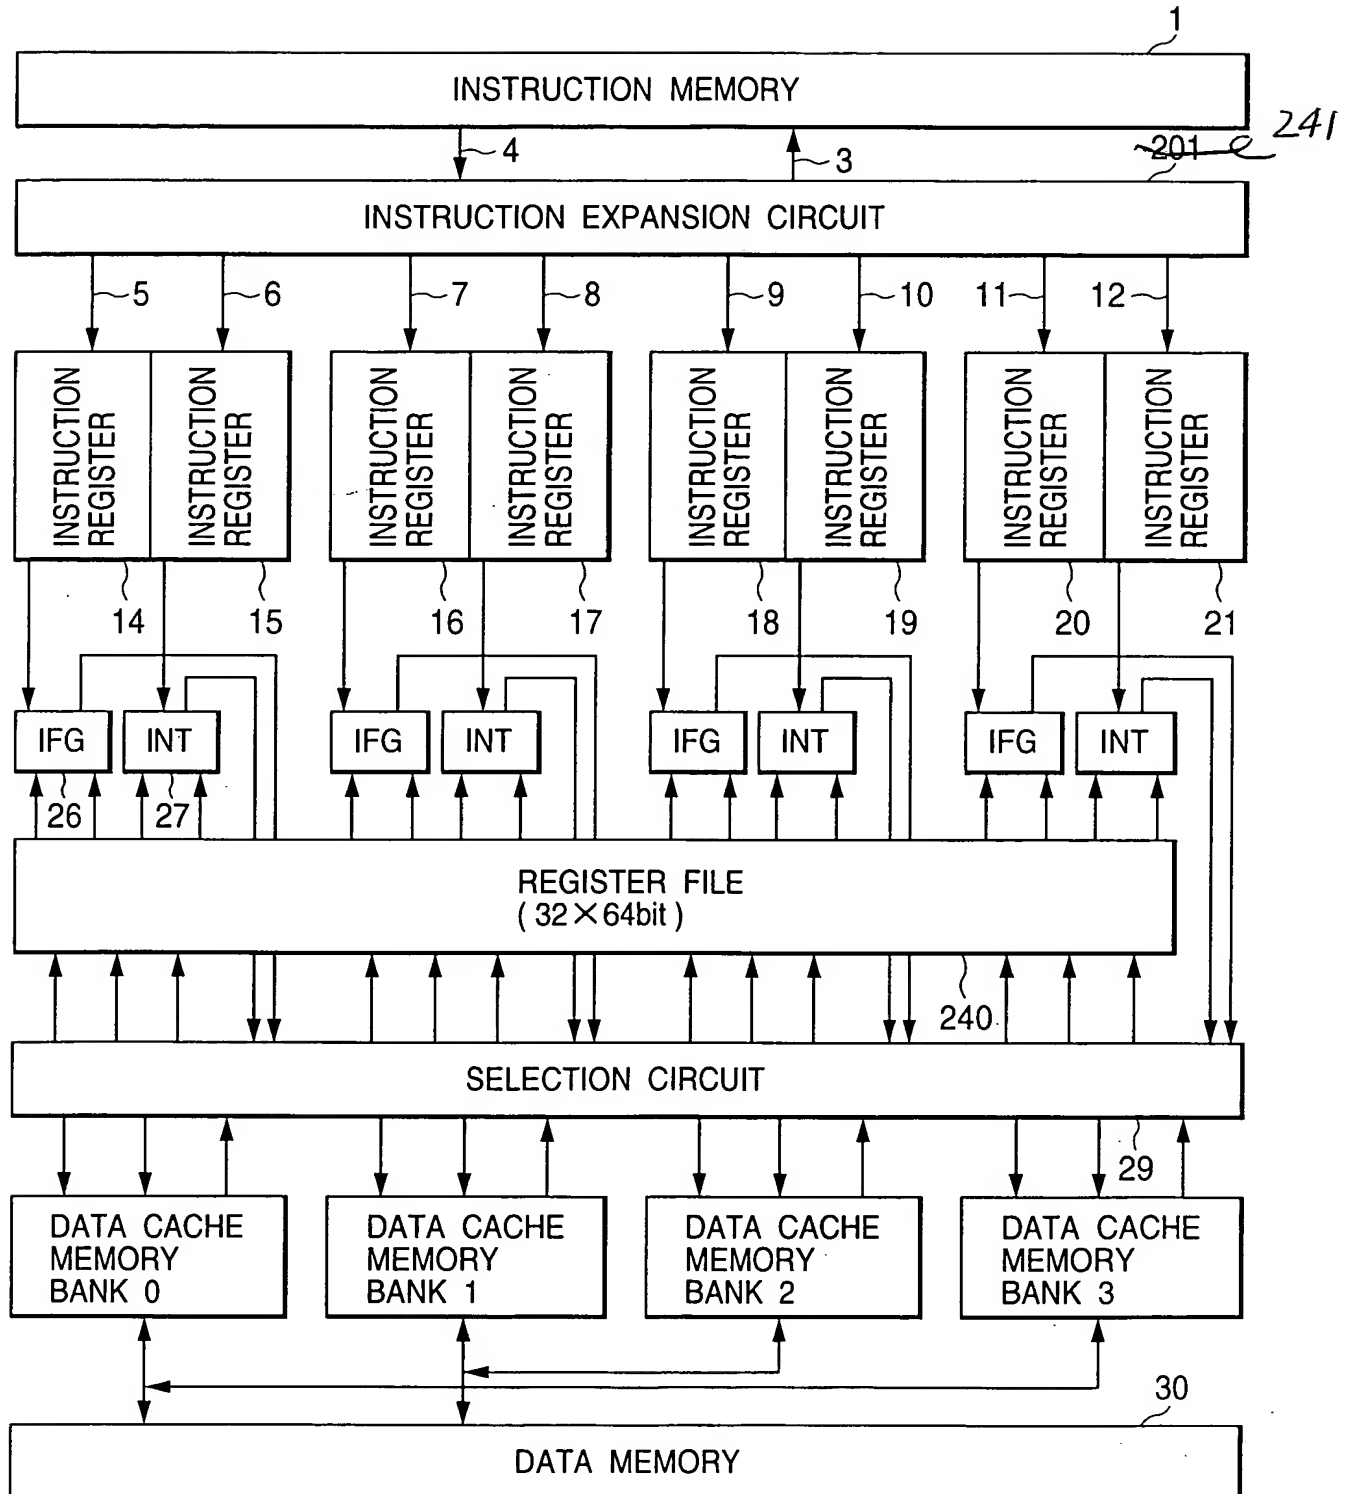 1
INSTRUCTION MEMORY
241
4
3
201
INSTRUCTION EXPANSION CIRCUIT
5 6 7 8 9 10 11 12
INSTRUCTION
REGISTER
INSTRUCTION
REGISTER
INSTRUCTION
REGISTER
INSTRUCTION
REGISTER
INSTRUCTION
REGISTER
INSTRUCTION
REGISTER
INSTRUCTION
REGISTER
INSTRUCTION
REGISTER
14 15 16 17 18 19 20 21
IFG INT IFG INT IFG INT IFG INT
26 27
REGISTER FILE
(32×64bit)
240
SELECTION CIRCUIT
29
DATA CACHE
MEMORY
BANK 0
DATA CACHE
MEMORY
BANK 1
DATA CACHE
MEMORY
BANK 2
DATA CACHE
MEMORY
BANK 3
30
DATA MEMORY